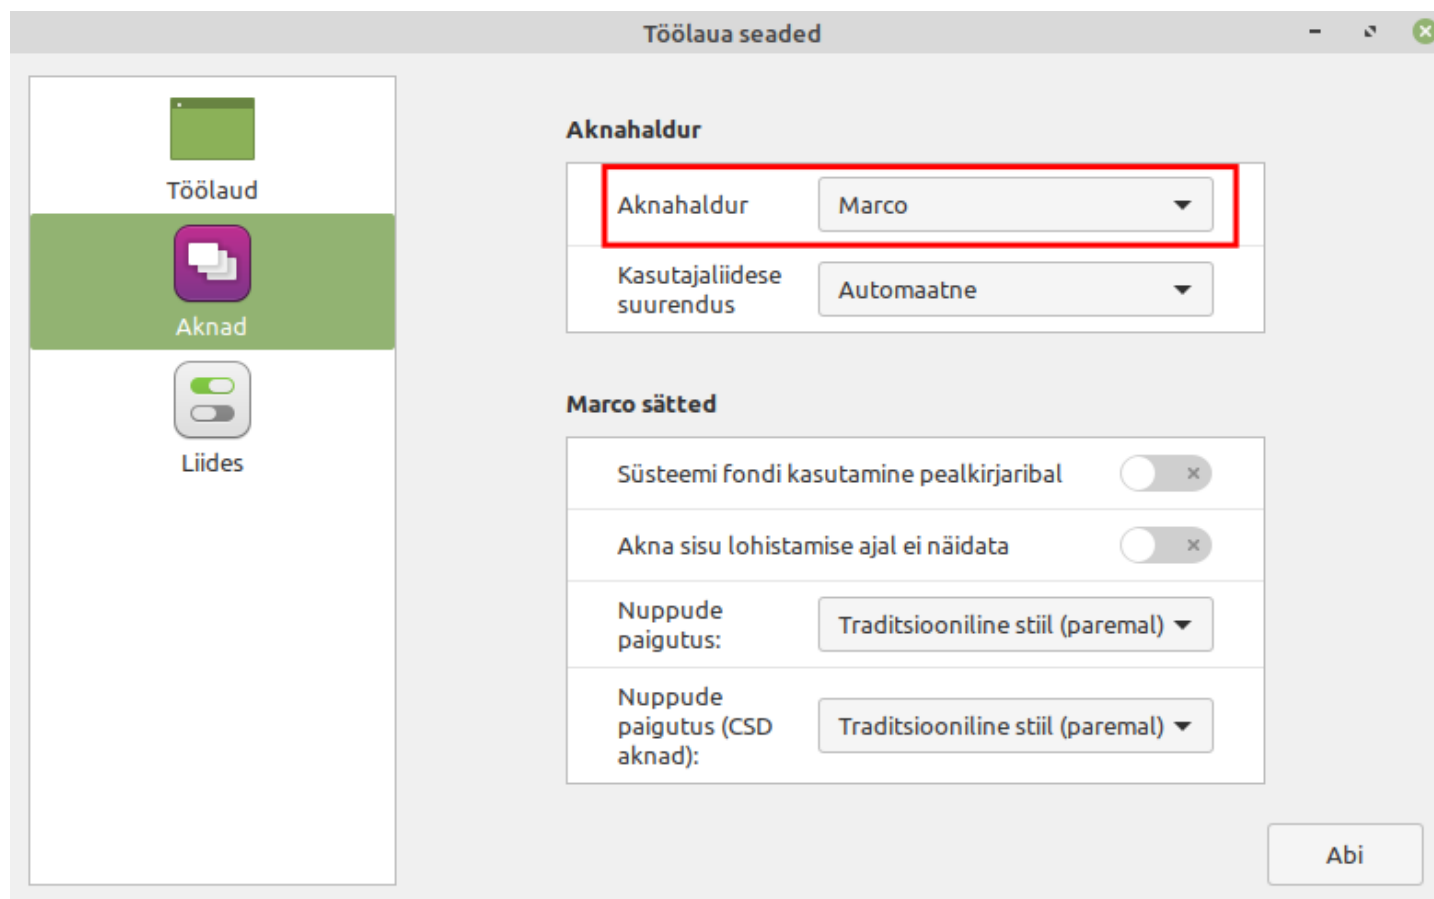 Töölaua seaded
Töölaud
Aknad
Liides
Aknahaldur
Aknahaldur
Marco
Kasutajaliidese
suurendus
Automaatne
Marco sätted
Süsteemi fondi kasutamine pealkirjaribal
Akna sisu lohistamise ajal ei näidata
Nuppude
paigutus:
Traditsiooniline stiil (paremal)
Nuppude
paigutus (CSD
aknad):
Traditsiooniline stiil (paremal)
Abi